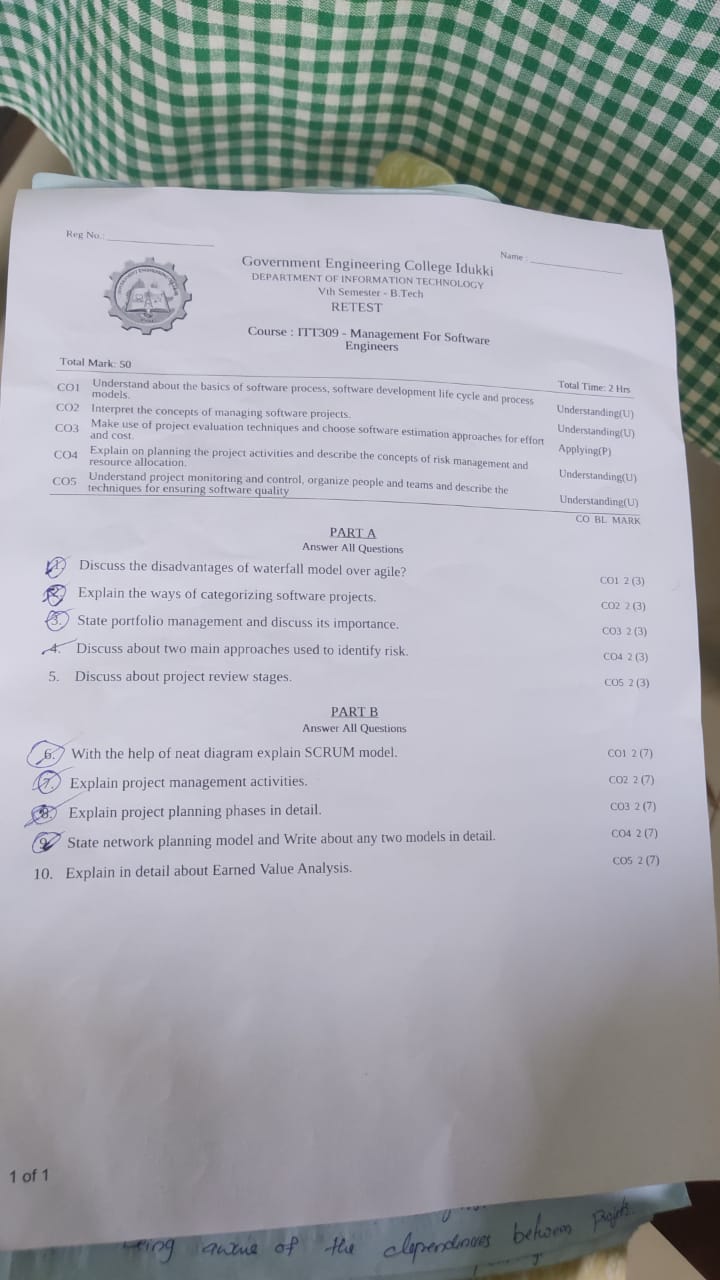 Reg No.:
Name :
Government Engineering College Idukki
DEPARTMENT OF INFORMATION TECHNOLOGY
Vth Semester - B.Tech
RETEST
Course : ITT309 - Management For Software
Engineers
Total Mark: 50
Total Time: 2 Hrs
CO1 Understand about the basics of software process, software development life cycle and process models. Understanding(U)
CO2 Interpret the concepts of managing software projects. Understanding(U)
CO3 Make use of project evaluation techniques and choose software estimation approaches for effort and cost. Applying(P)
CO4 Explain on planning the project activities and describe the concepts of risk management and resource allocation. Understanding(U)
CO5 Understand project monitoring and control, organize people and teams and describe the techniques for ensuring software quality Understanding(U)
CO BL MARK
PART A
Answer All Questions
1. Discuss the disadvantages of waterfall model over agile? CO1 2 (3)
2. Explain the ways of categorizing software projects. CO2 2 (3)
3. State portfolio management and discuss its importance. CO3 2 (3)
4. Discuss about two main approaches used to identify risk. CO4 2 (3)
5. Discuss about project review stages. CO5 2 (3)
PART B
Answer All Questions
6. With the help of neat diagram explain SCRUM model. CO1 2 (7)
7. Explain project management activities. CO2 2 (7)
8. Explain project planning phases in detail. CO3 2 (7)
9. State network planning model and Write about any two models in detail. CO4 2 (7)
10. Explain in detail about Earned Value Analysis. CO5 2 (7)
1 of 1
aware of the dependences between